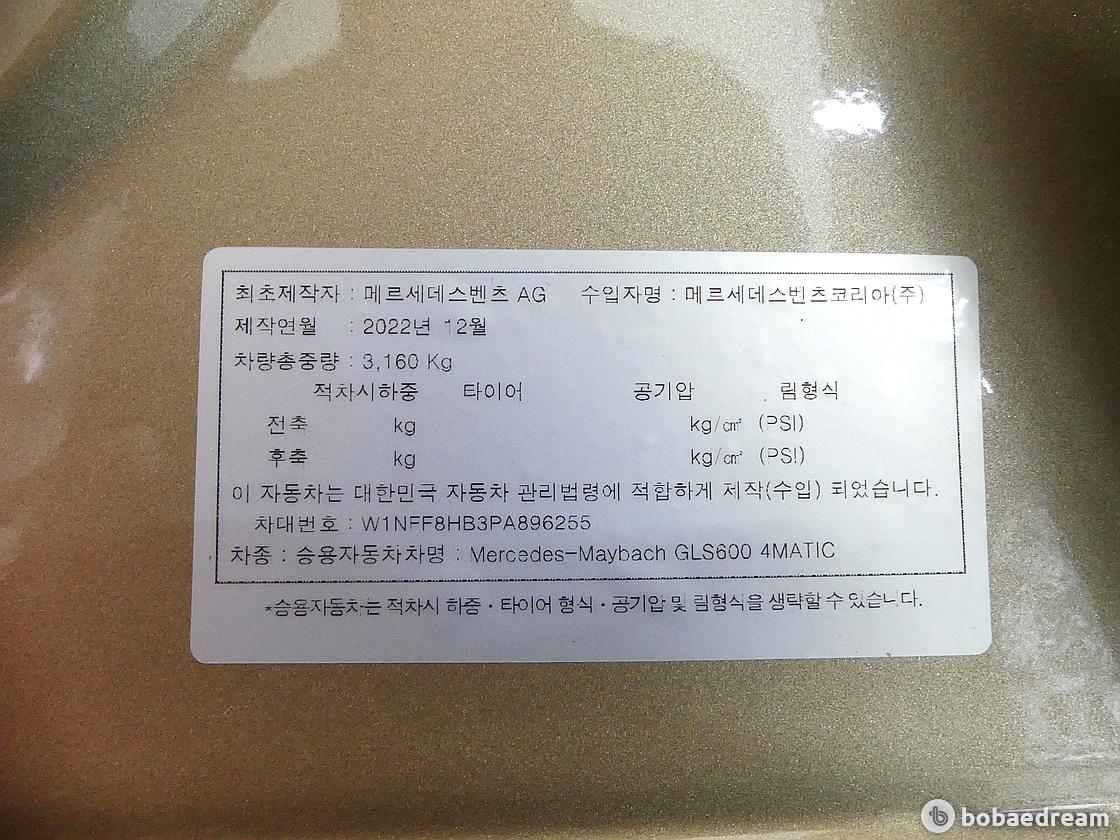 최초제작자 : 메르세데스벤츠 AG 수입자명 : 메르세데스벤츠코리아(주)
제작연월 : 2022년 12월
차량총중량 : 3,160 Kg
적차시하중 타이어 공기압 림형식
전축 kg kg/㎠ (PSI)
후축 kg kg/㎠ (PSI)
이 자동차는 대한민국 자동차 관리법령에 적합하게 제작(수입) 되었습니다.
차대번호 : W1NFF8HB3PA896255
차종 : 승용자동차차명 : Mercedes-Maybach GLS600 4MATIC
*승용자동차는 적차시 하중·타이어 형식·공기압 및 림형식을 생략할 수 있습니다.
bobaedream